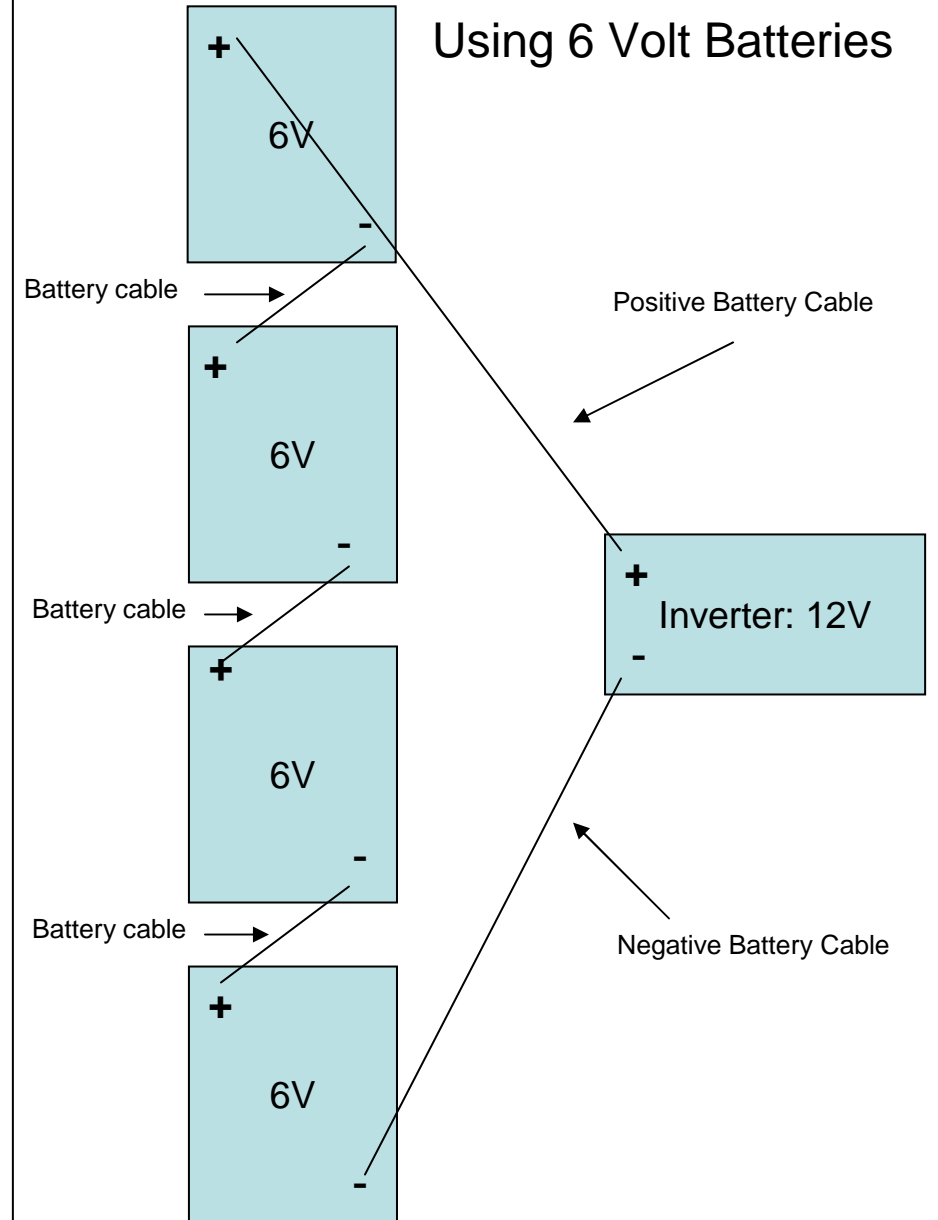 Using 6 Volt Batteries
+
6V
-
Battery cable
Positive Battery Cable
+
6V
-
+
Inverter: 12V
-
Battery cable
+
6V
-
Battery cable
Negative Battery Cable
+
6V
-